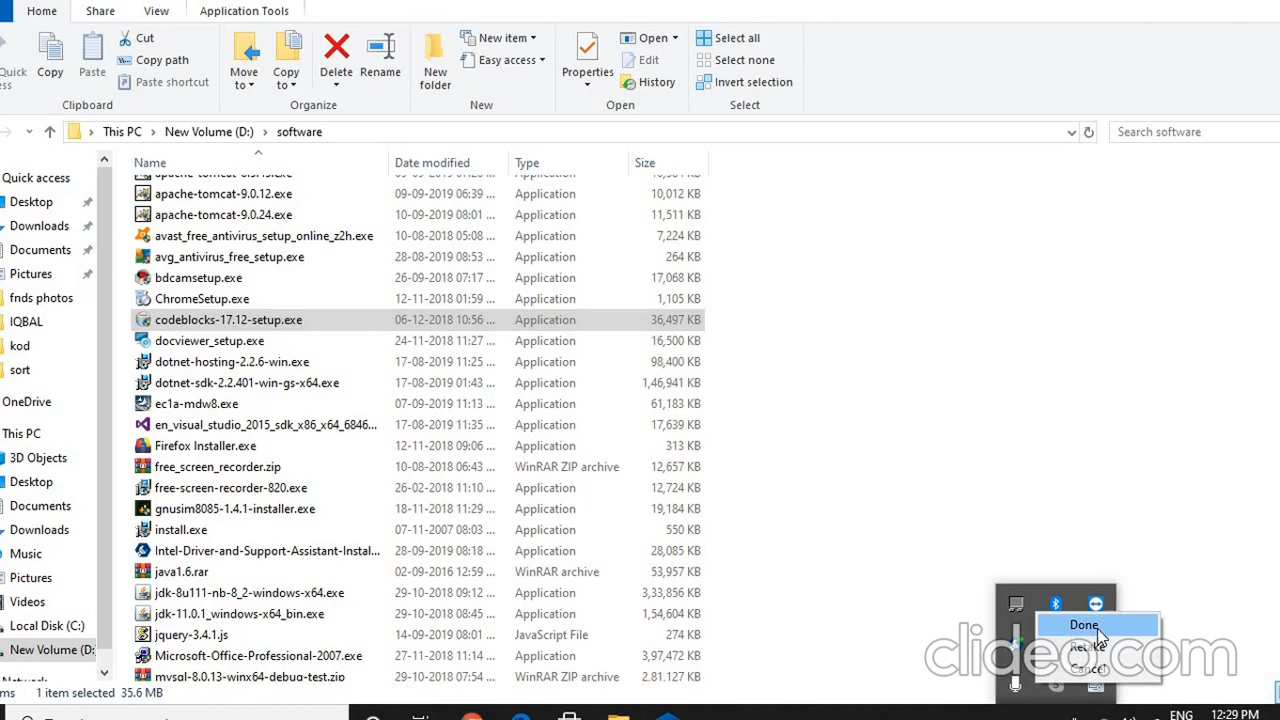 Home Share View Application Tools
Cut
Copy path
Paste shortcut
Copy Paste
Move to
Copy to
Delete Rename
New folder
New item
Easy access
Properties
Open
Edit
History
Select all
Select none
Invert selection
Clipboard Organize New Open Select
This PC New Volume (D:) software Search software
Name Date modified Type Size
apache-tomcat-9.0.12.exe 09-09-2019 06:39 ... Application 10,012 KB
apache-tomcat-9.0.24.exe 10-09-2019 08:01 ... Application 11,511 KB
avast_free_antivirus_setup_online_z2h.exe 10-08-2018 05:08 ... Application 7,224 KB
avg_antivirus_free_setup.exe 28-08-2019 08:53 ... Application 264 KB
bdcamsetup.exe 26-09-2018 07:17 ... Application 17,068 KB
ChromeSetup.exe 12-11-2018 01:59 ... Application 1,105 KB
codeblocks-17.12-setup.exe 06-12-2018 10:56 ... Application 36,497 KB
docviewer_setup.exe 24-11-2018 11:27 ... Application 16,500 KB
dotnet-hosting-2.2.6-win.exe 17-08-2019 11:25 ... Application 98,400 KB
dotnet-sdk-2.2.401-win-gs-x64.exe 17-08-2019 01:43 ... Application 1,46,941 KB
ec1a-mdw8.exe 07-09-2019 11:13 ... Application 61,183 KB
en_visual_studio_2015_sdk_x86_x64_6846... 17-08-2019 11:35 ... Application 17,639 KB
Firefox Installer.exe 12-11-2018 09:06 ... Application 313 KB
free_screen_recorder.zip 10-08-2018 06:43 ... WinRAR ZIP archive 12,657 KB
free-screen-recorder-820.exe 26-02-2018 11:10 ... Application 12,724 KB
gnusim8085-1.4.1-installer.exe 18-11-2018 11:29 ... Application 19,184 KB
install.exe 07-11-2007 08:03 ... Application 550 KB
Intel-Driver-and-Support-Assistant-Instal... 28-09-2019 08:18 ... Application 28,085 KB
java1.6.rar 02-09-2016 12:59 ... WinRAR archive 53,957 KB
jdk-8u111-nb-8_2-windows-x64.exe 29-10-2018 09:12 ... Application 3,33,856 KB
jdk-11.0.1_windows-x64_bin.exe 29-10-2018 08:45 ... Application 1,54,604 KB
jquery-3.4.1.js 14-09-2019 08:01 ... JavaScript File 274 KB
Microsoft-Office-Professional-2007.exe 27-11-2018 11:33 ... Application 3,97,472 KB
mysql-8.0.13-winx64-debug-test.zip 29-10-2018 07:54 ... WinRAR ZIP archive 2,81,127 KB
Quick access
Desktop
Downloads
Documents
Pictures
fnds photos
IQBAL
kod
sort
OneDrive
This PC
3D Objects
Desktop
Documents
Downloads
Music
Pictures
Videos
Local Disk (C:)
New Volume (D:
1 item selected 35.6 MB
Done
Retake
Cancel
clideo.com
ENG 12:29 PM